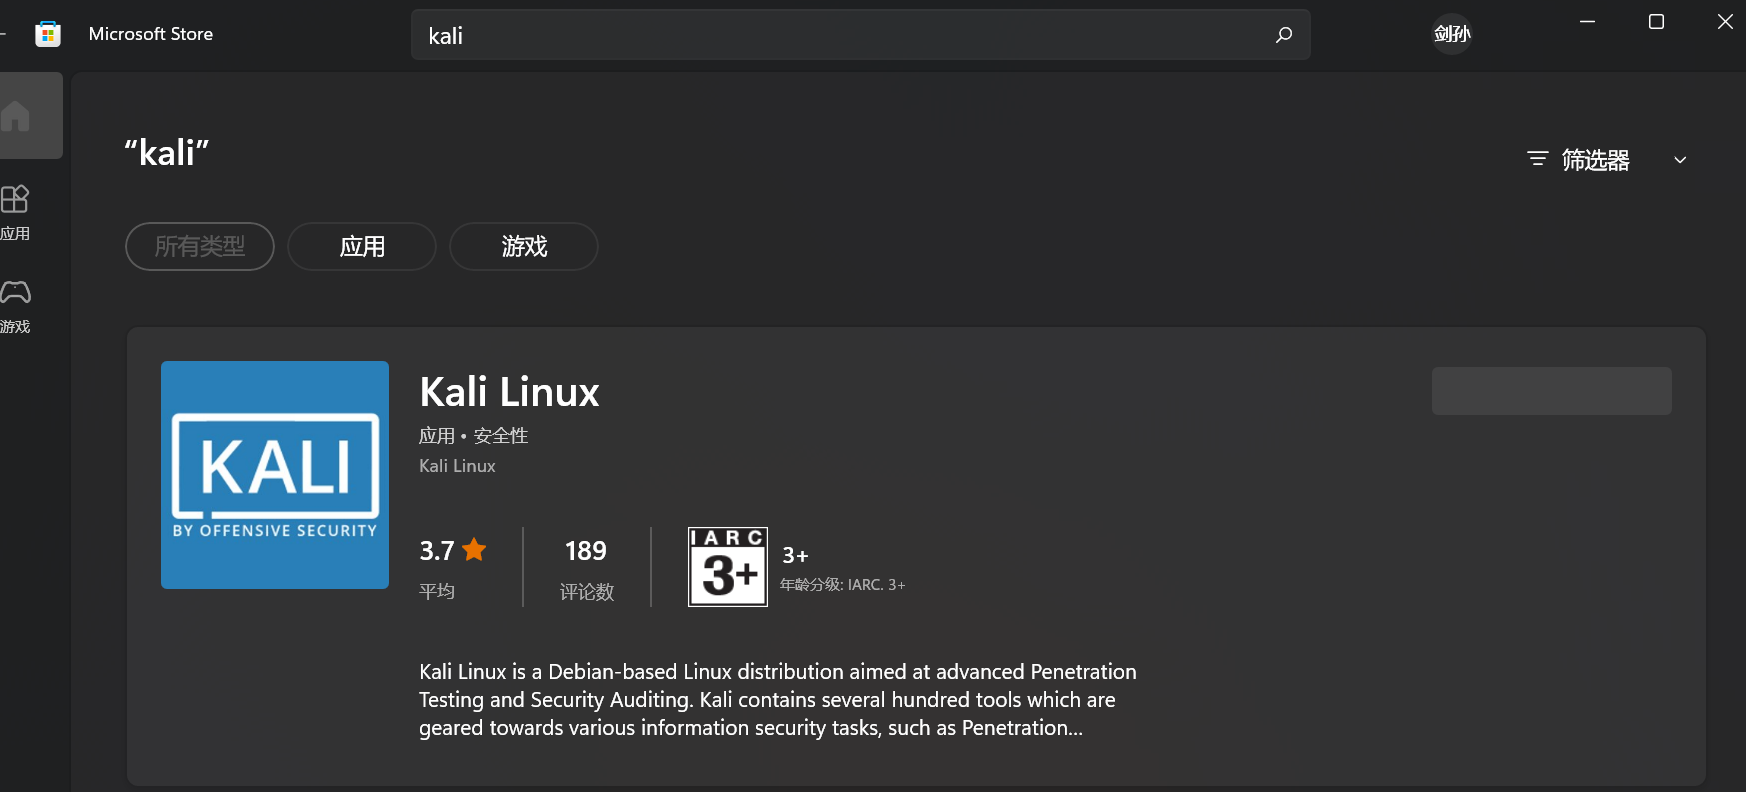 Microsoft Store
kali
剑孙
“kali”
筛选器
应用
游戏
所有类型
应用
游戏
KALI
BY OFFENSIVE SECURITY
Kali Linux
应用 • 安全性
Kali Linux
3.7
平均
189
评论数
IARC
3+
3+
年龄分级: IARC. 3+
Kali Linux is a Debian-based Linux distribution aimed at advanced Penetration
Testing and Security Auditing. Kali contains several hundred tools which are
geared towards various information security tasks, such as Penetration...